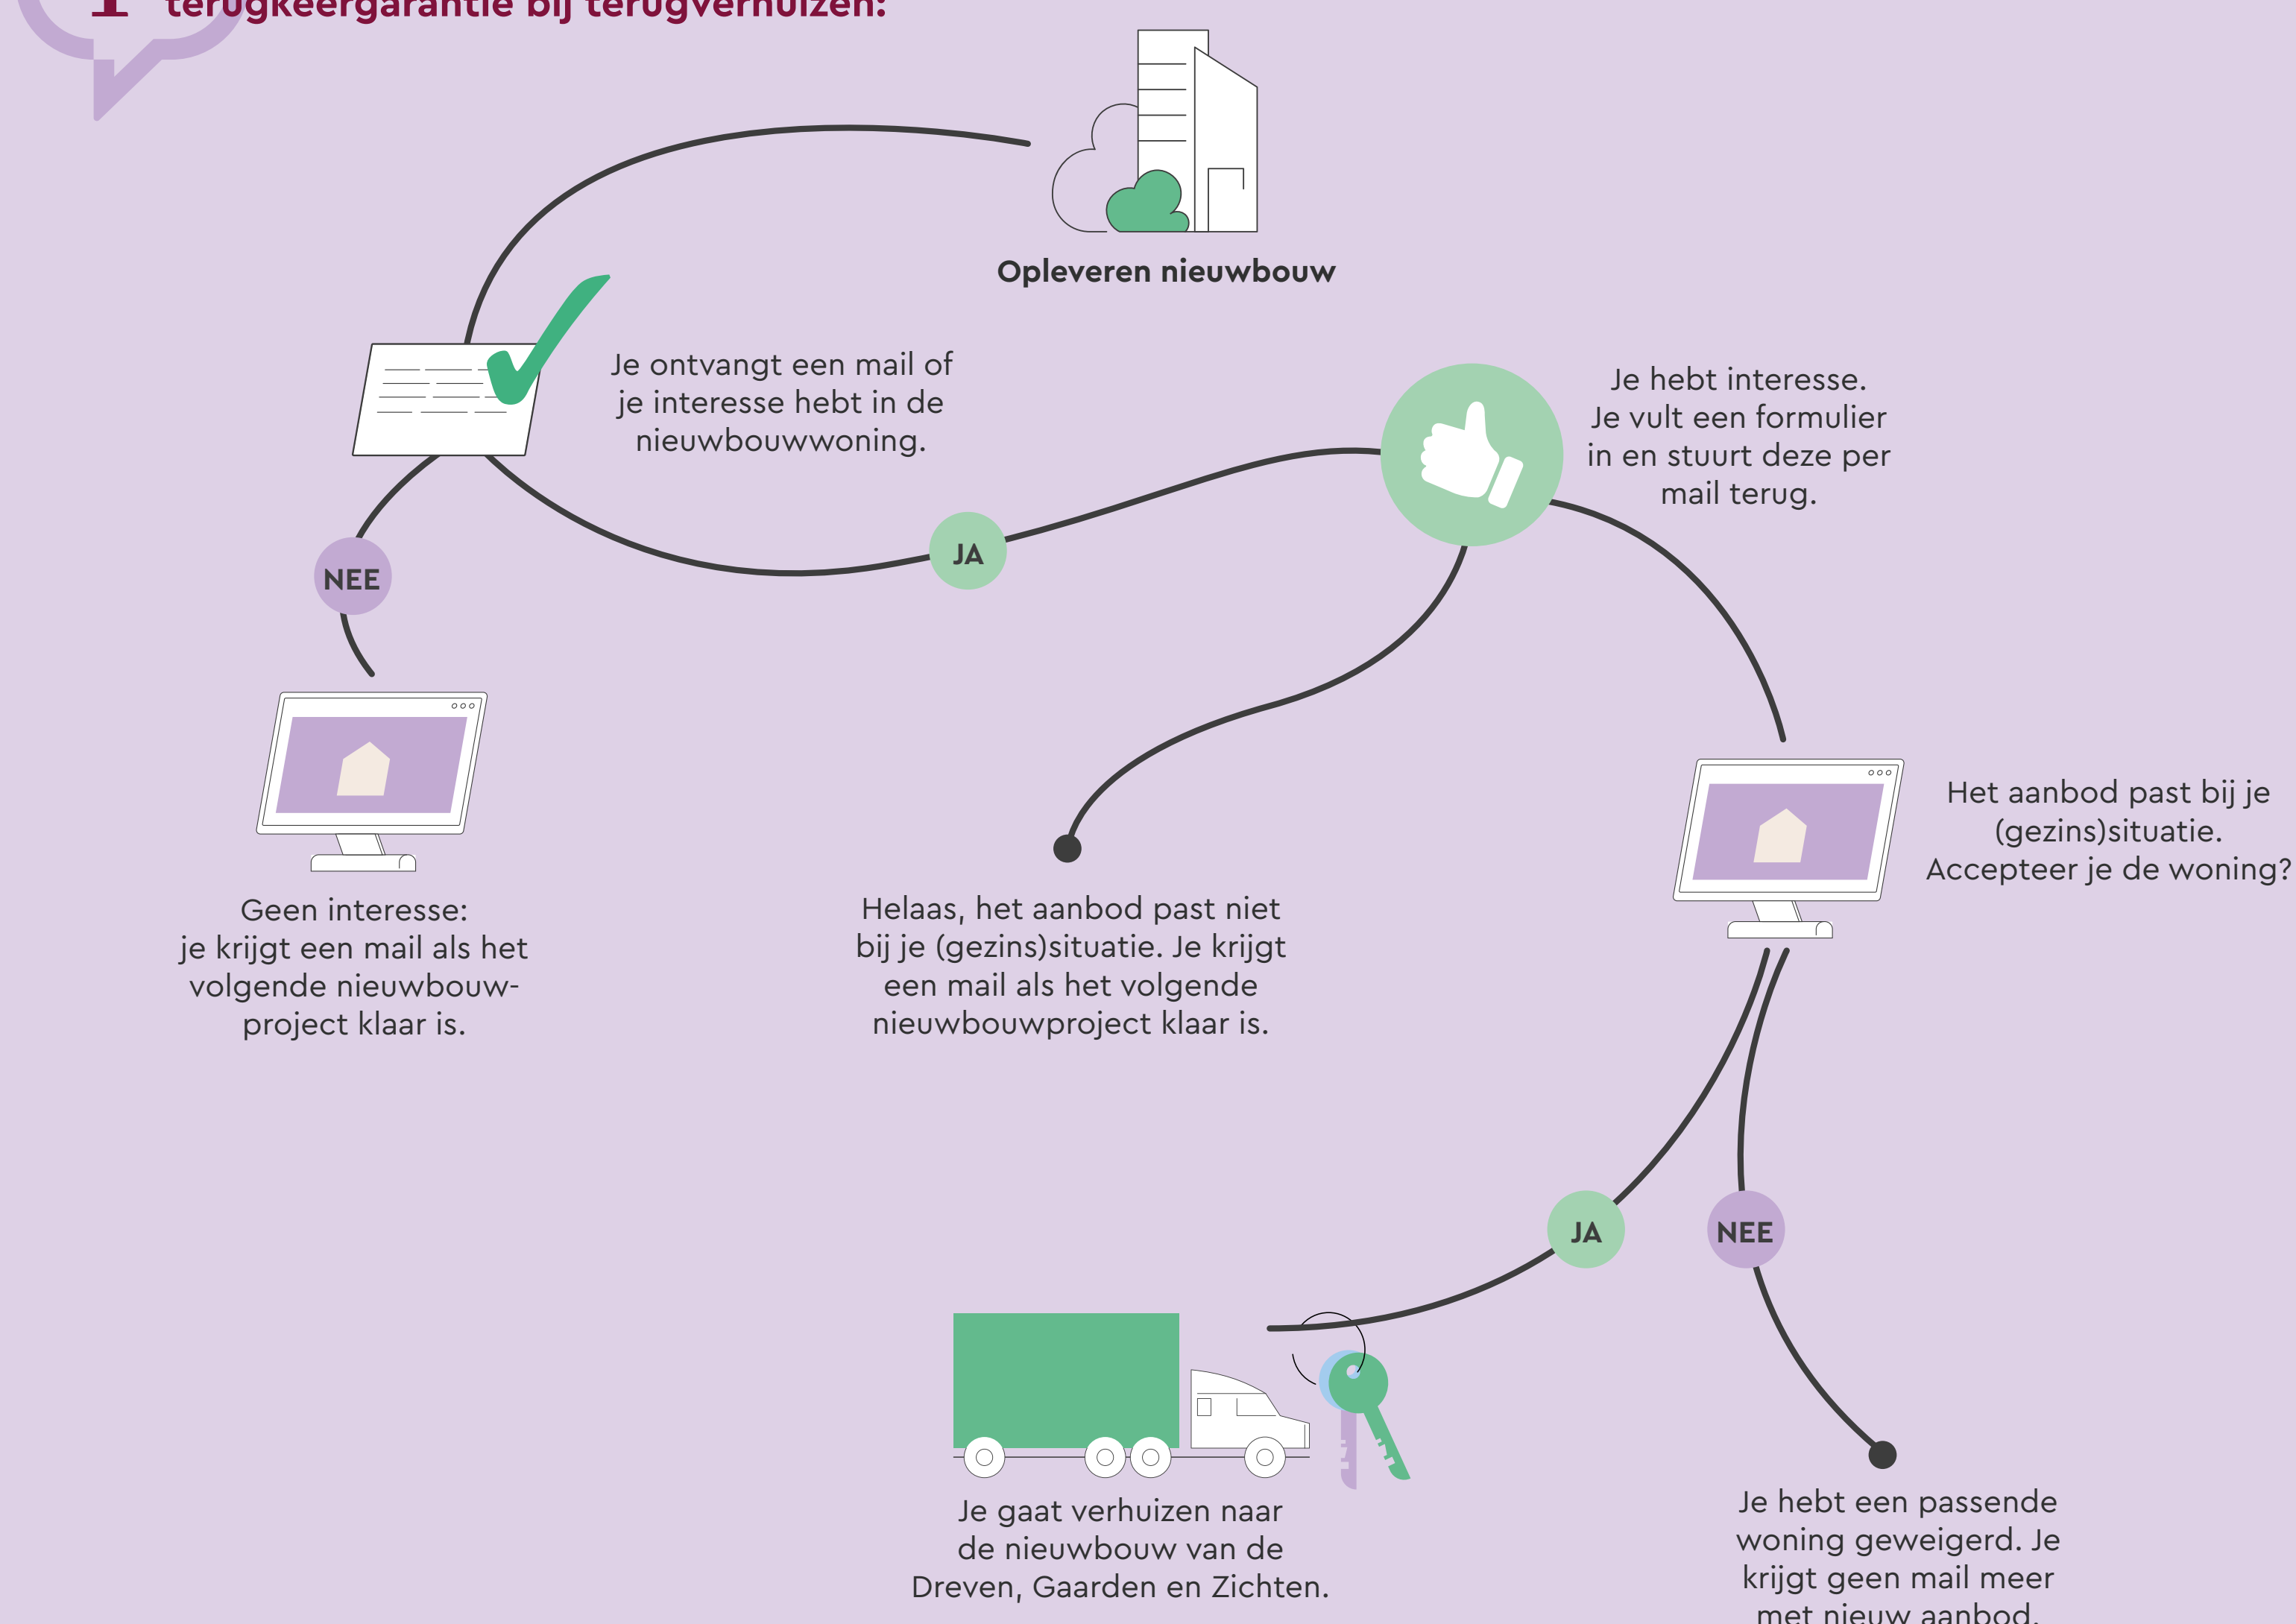 terugkeergarantie bij terugverhuizen:
Opleveren nieuwbouw
Je ontvangt een mail of
je interesse hebt in de
nieuwbouwwoning.
Je hebt interesse.
Je vult een formulier
in en stuurt deze per
mail terug.
JA
NEE
Het aanbod past bij je
(gezins)situatie.
Accepteer je de woning?
Geen interesse:
je krijgt een mail als het
volgende nieuwbouw-
project klaar is.
Helaas, het aanbod past niet
bij je (gezins)situatie. Je krijgt
een mail als het volgende
nieuwbouwproject klaar is.
JA
NEE
Je gaat verhuizen naar
de nieuwbouw van de
Dreven, Gaarden en Zichten.
Je hebt een passende
woning geweigerd. Je
krijgt geen mail meer
met nieuw aanbod.